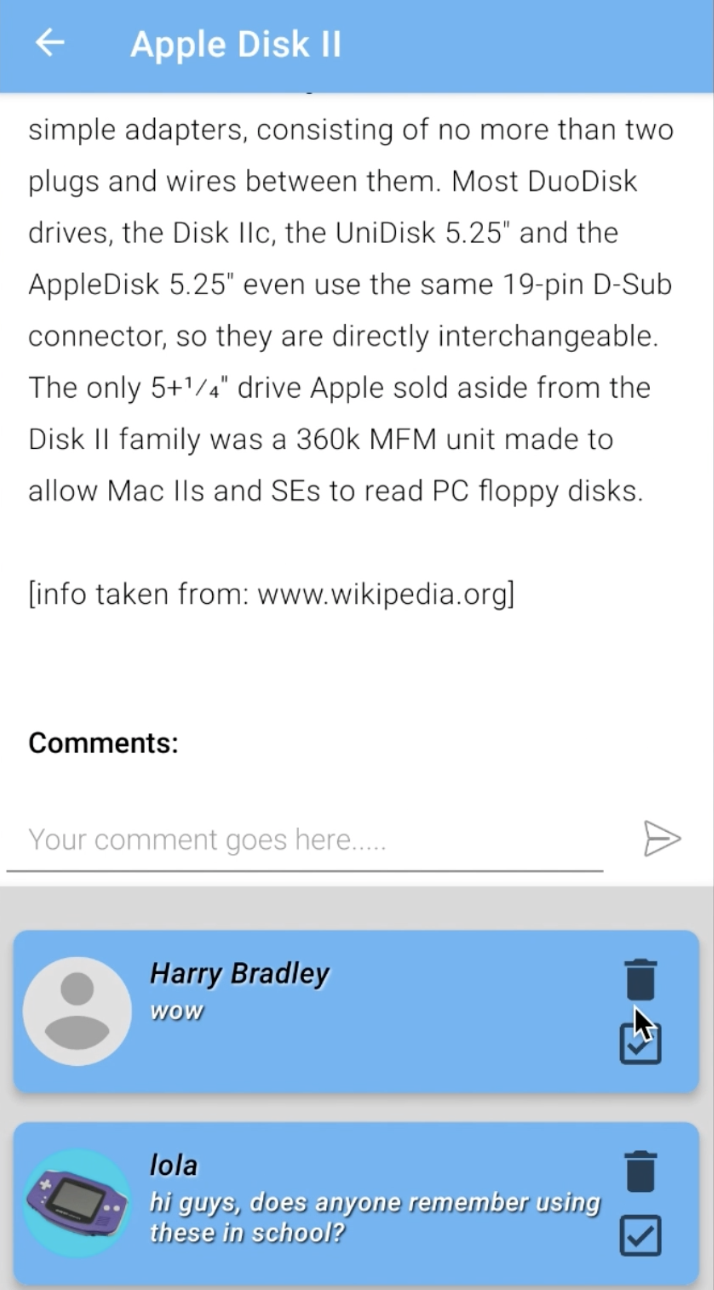 Apple Disk II
simple adapters, consisting of no more than two
plugs and wires between them. Most DuoDisk
drives, the Disk IIc, the UniDisk 5.25" and the
AppleDisk 5.25" even use the same 19-pin D-Sub
connector, so they are directly interchangeable.
The only 5+¹/₄" drive Apple sold aside from the
Disk II family was a 360k MFM unit made to
allow Mac IIs and SEs to read PC floppy disks.
[info taken from: www.wikipedia.org]
Comments:
Your comment goes here.....
Harry Bradley
wow
lola
hi guys, does anyone remember using
these in school?